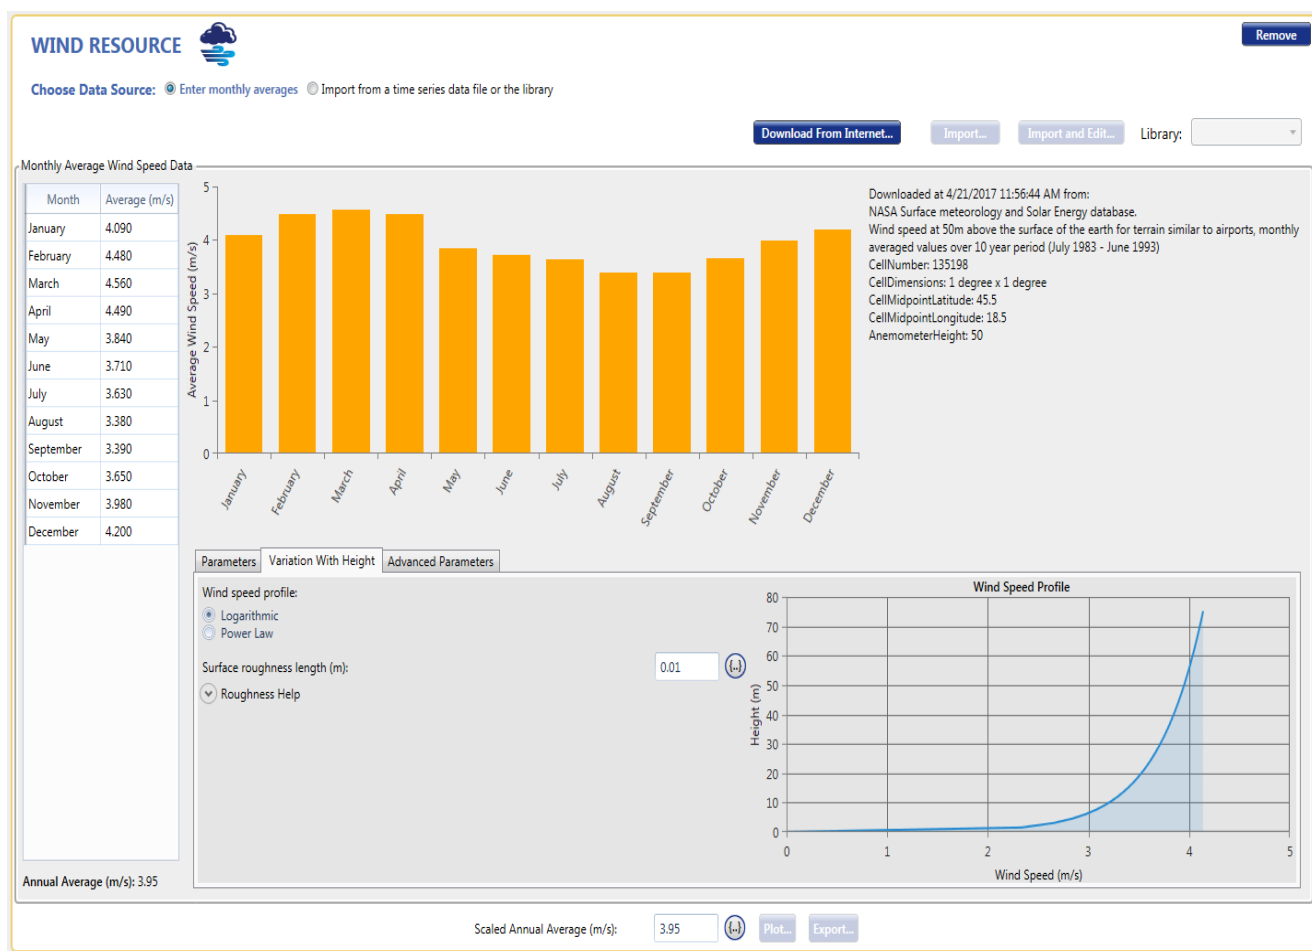 WIND RESOURCE
Remove
Choose Data Source: Enter monthly averages Import from a time series data file or the library
Download From Internet... Import... Import and Edit... Library:
Monthly Average Wind Speed Data
Month Average (m/s)
January 4.090
February 4.480
March 4.560
April 4.490
May 3.840
June 3.710
July 3.630
August 3.380
September 3.390
October 3.650
November 3.980
December 4.200
Annual Average (m/s): 3.95
Average Wind Speed (m/s)
5
4
3
2
1
0
January February March April May June July August September October November December
Downloaded at 4/21/2017 11:56:44 AM from:
NASA Surface meteorology and Solar Energy database.
Wind speed at 50m above the surface of the earth for terrain similar to airports, monthly
averaged values over 10 year period (July 1983 - June 1993)
CellNumber: 135198
CellDimensions: 1 degree x 1 degree
CellMidpointLatitude: 45.5
CellMidpointLongitude: 18.5
AnemometerHeight: 50
Parameters Variation With Height Advanced Parameters
Wind speed profile:
Logarithmic
Power Law
Surface roughness length (m): 0.01 {..}
Roughness Help
Wind Speed Profile
Height (m)
80
70
60
50
40
30
20
10
0
0 1 2 3 4 5
Wind Speed (m/s)
Scaled Annual Average (m/s): 3.95 {..} Plot... Export...